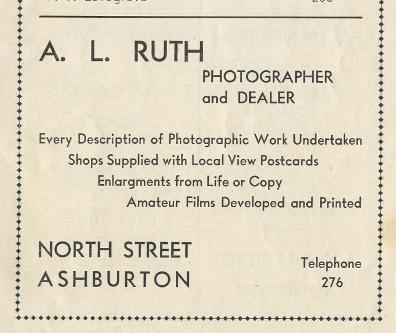 A. L. RUTH
PHOTOGRAPHER
and DEALER
Every Description of Photographic Work Undertaken
Shops Supplied with Local View Postcards
Enlargments from Life or Copy
Amateur Films Developed and Printed
NORTH STREET
ASHBURTON
Telephone
276